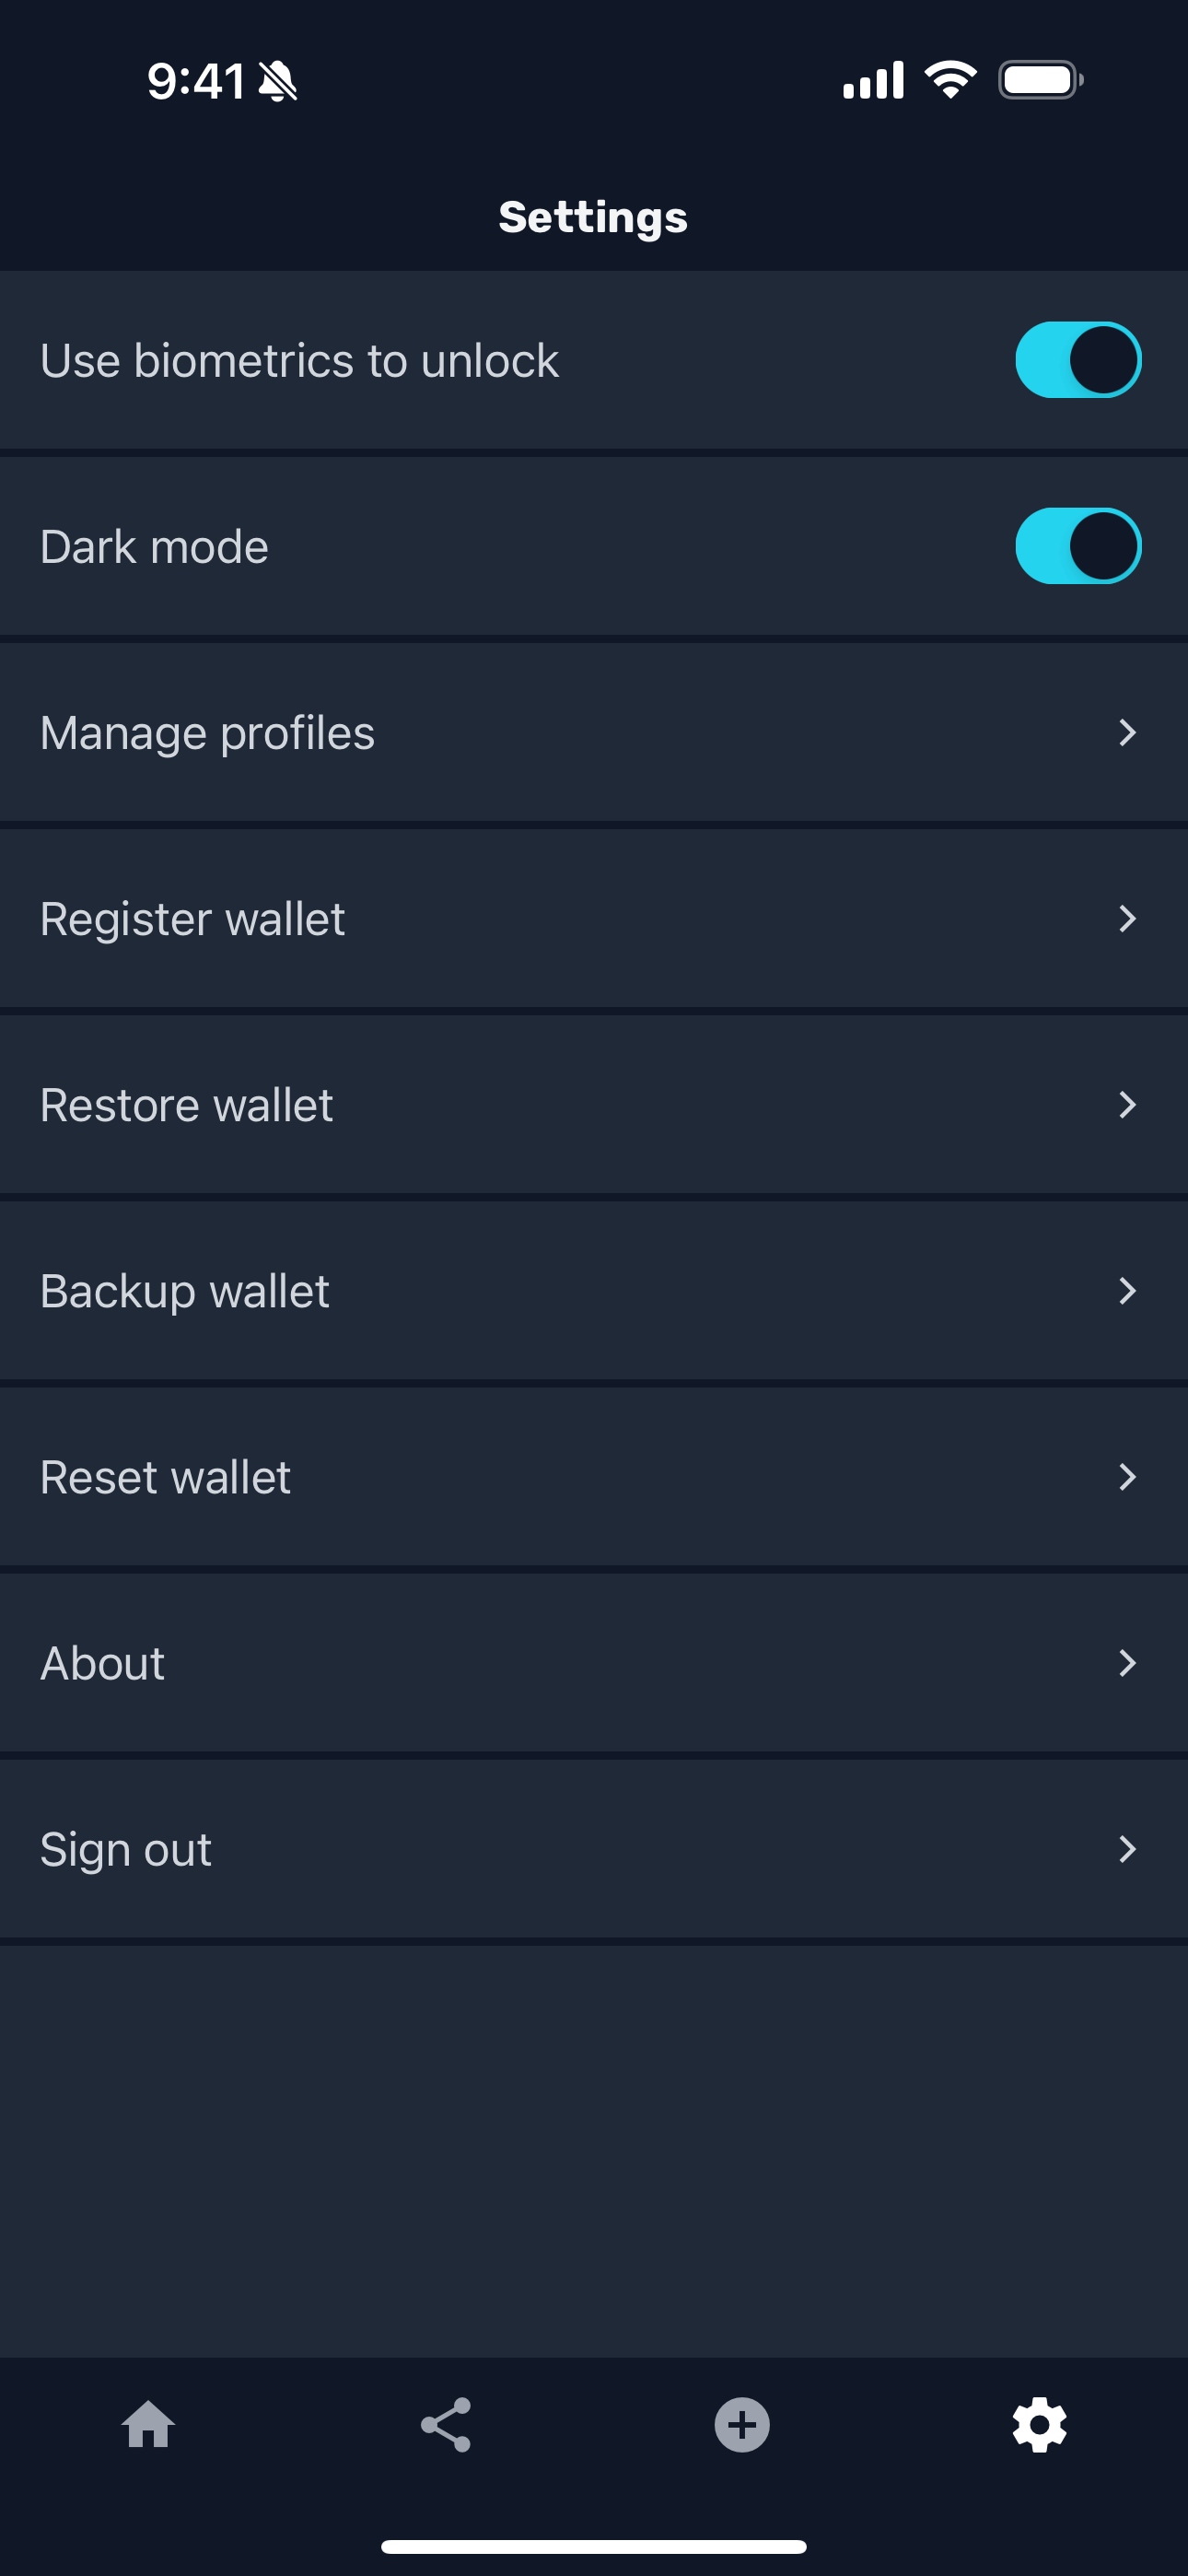 9:41
Settings
Use biometrics to unlock
Dark mode
Manage profiles
Register wallet
Restore wallet
Backup wallet
Reset wallet
About
Sign out